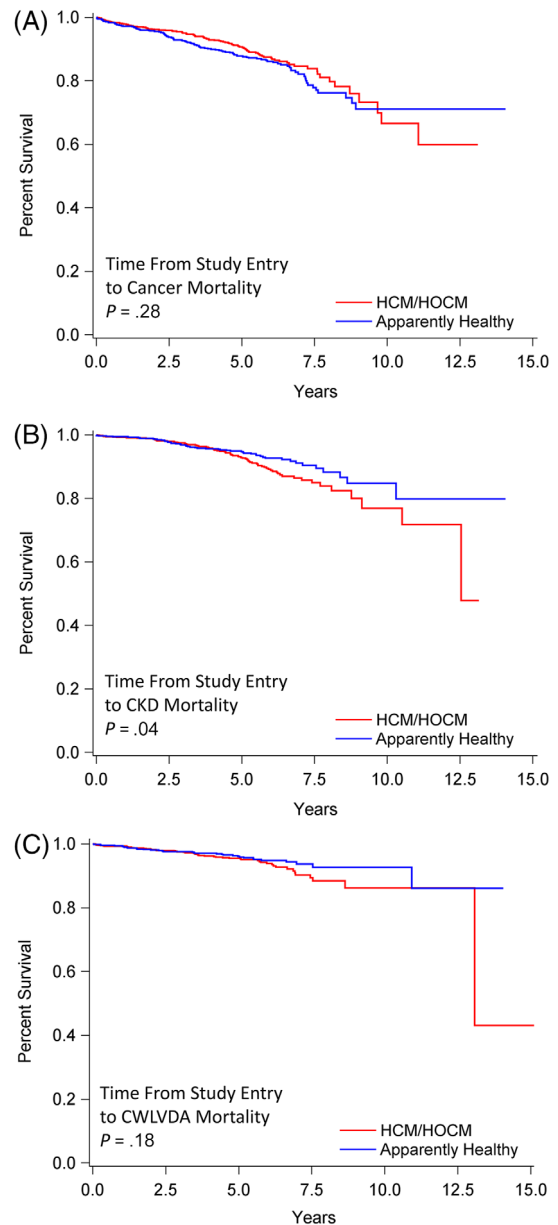 (A)
1.0
0.8
0.6
0.4
0.2
0.0
Percent Survival
Time From Study Entry
to Cancer Mortality
P = .28
HCM/HOCM
Apparently Healthy
0.0 2.5 5.0 7.5 10.0 12.5 15.0
Years
(B)
1.0
0.8
0.6
0.4
0.2
0.0
Percent Survival
Time From Study Entry
to CKD Mortality
P = .04
HCM/HOCM
Apparently Healthy
0.0 2.5 5.0 7.5 10.0 12.5 15.0
Years
(C)
1.0
0.8
0.6
0.4
0.2
0.0
Percent Survival
Time From Study Entry
to CWLVDA Mortality
P = .18
HCM/HOCM
Apparently Healthy
0.0 2.5 5.0 7.5 10.0 12.5 15.0
Years